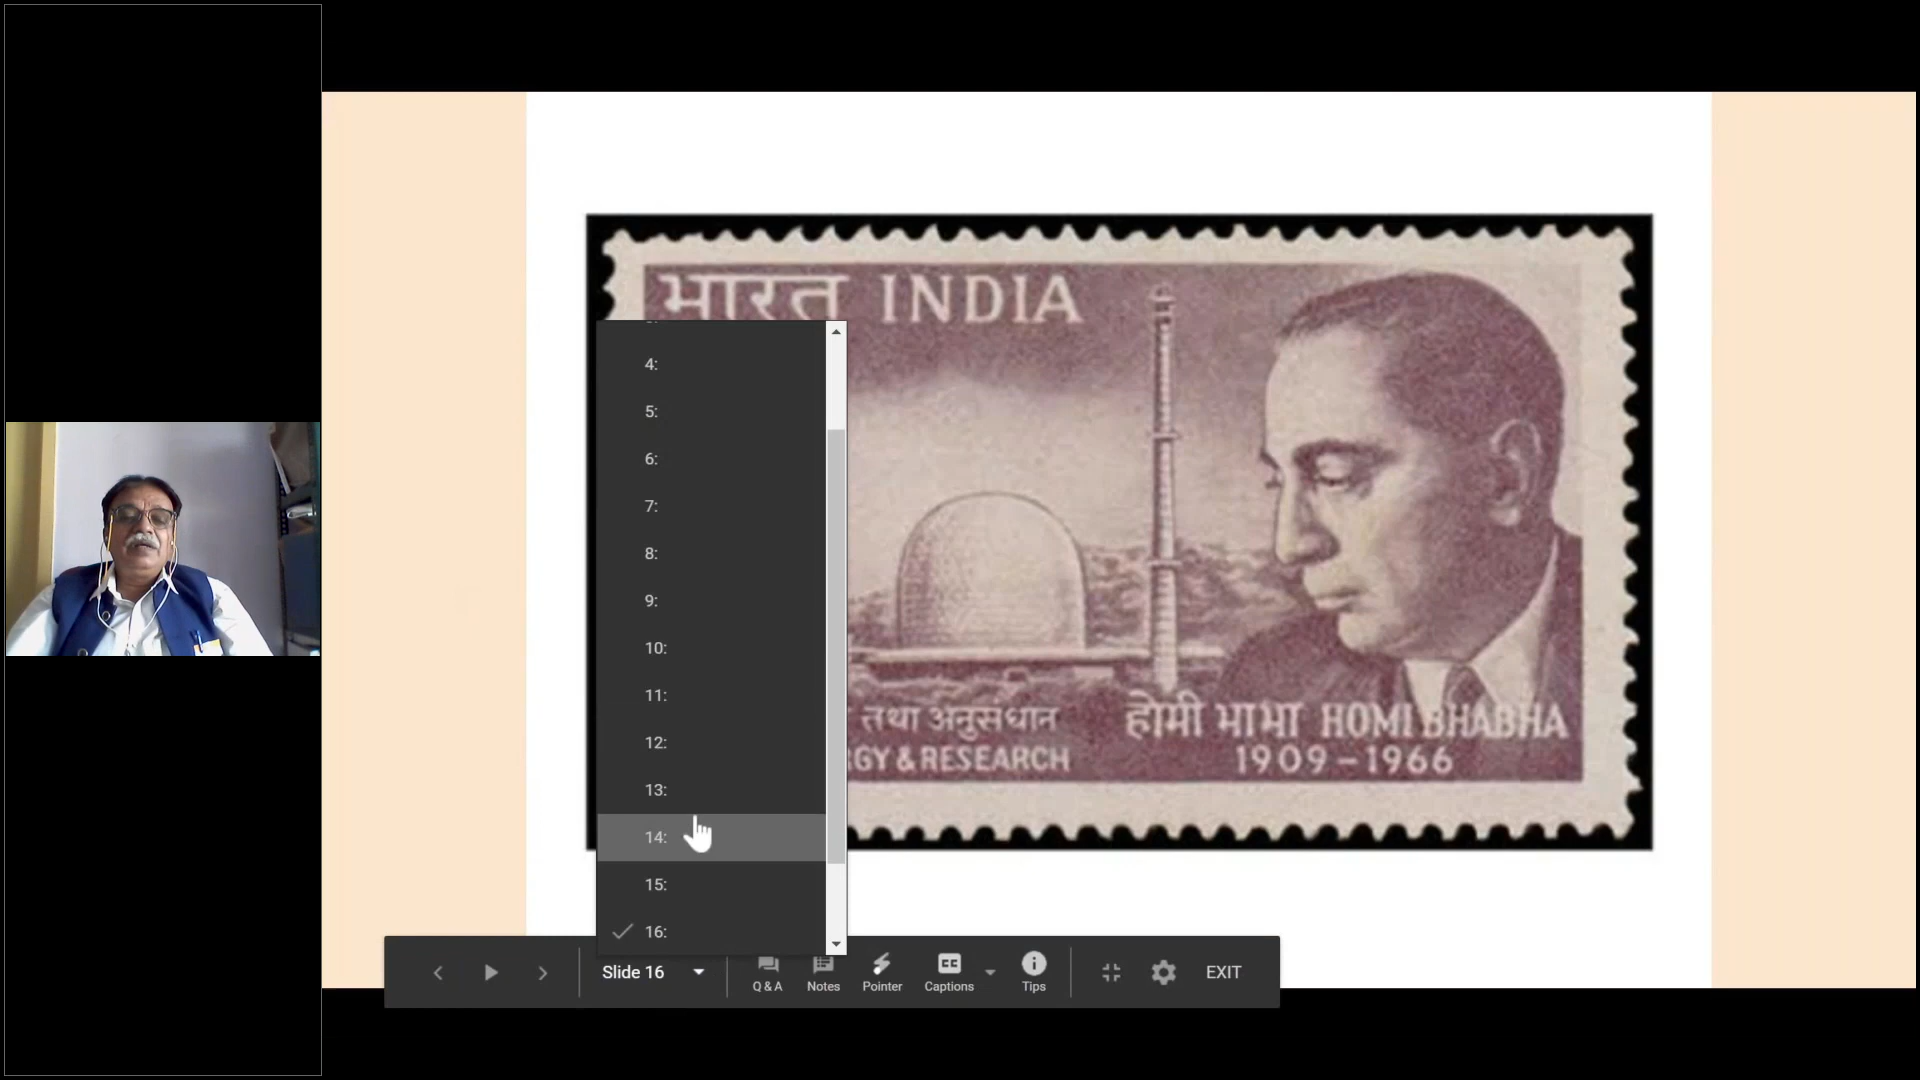 भारत INDIA
तथा अनुसंधान
GY & RESEARCH
होमी भाभा HOMI BHABHA
1909-1966
4:
5:
6:
7:
8:
9:
10:
11:
12:
13:
14:
15:
16:
Slide 16
Q & A
Notes
Pointer
CC
Captions
Tips
EXIT